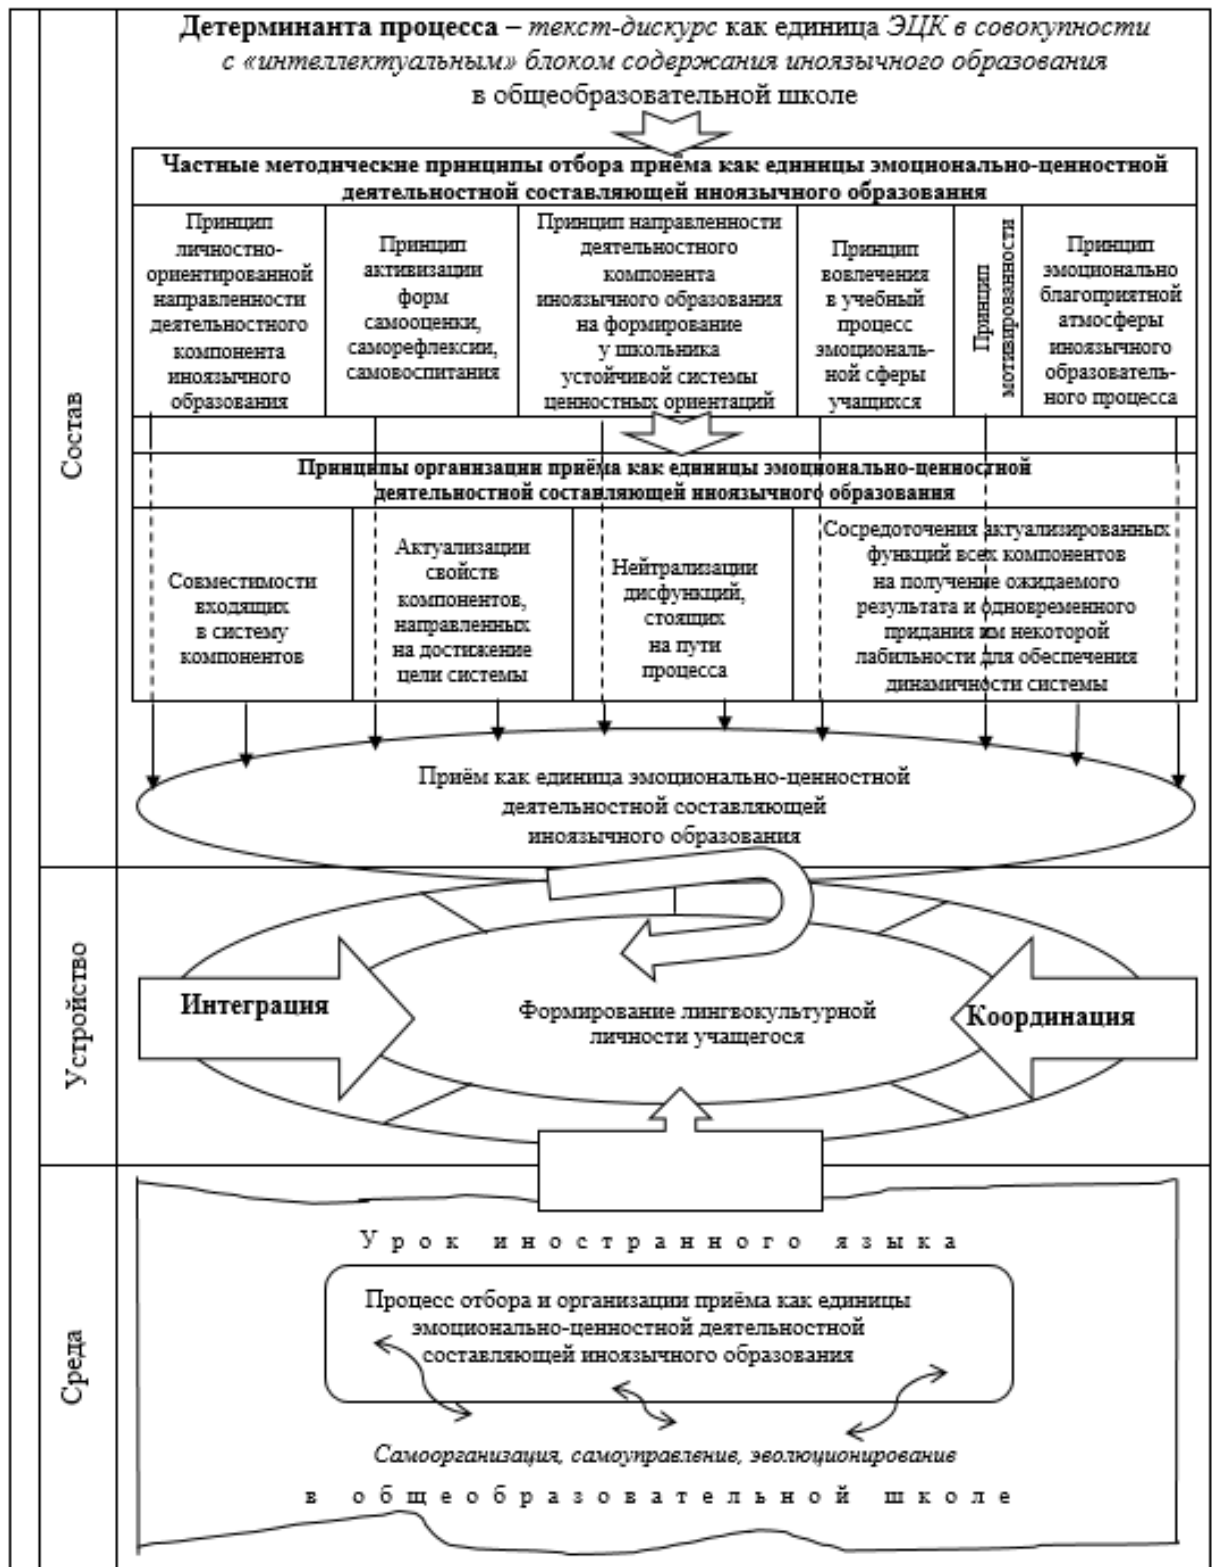 Детерминанта процесса – текст-дискурс как единица ЭЦК в совокупности
с «интеллектуальным» блоком содержания иноязычного образования
в общеобразовательной школе
Частные методические принципы отбора приёма как единицы эмоционально-ценностной
деятельностной составляющей иноязычного образования
Принцип
личностно-
ориентированной
направленности
деятельностного
компонента
иноязычного
образования
Принцип
активизации
форм
самооценки,
саморефлексии,
самовоспитания
Принцип направленности
деятельностного
компонента
иноязычного образования
на формирование
у школьника
устойчивой системы
ценностных ориентаций
Принцип
вовлечения
в учебный
процесс
эмоциональ-
ной сферы
учащихся
Принцип
мотивированности
Принцип
эмоционально
благоприятной
атмосферы
иноязычного
образователь-
ного процесса
Состав
Принципы организации приёма как единицы эмоционально-ценностной
деятельностной составляющей иноязычного образования
Совместимости
входящих
в систему
компонентов
Актуализации
свойств
компонентов,
направленных
на достижение
цели системы
Нейтрализации
дисфункций,
стоящих
на пути
процесса
Сосредоточения актуализированных
функций всех компонентов
на получение ожидаемого
результата и одновременного
придания им некоторой
лабильности для обеспечения
динамичности системы
Приём как единица эмоционально-ценностной
деятельностной составляющей
иноязычного образования
Устройство
Интеграция
Формирование лингвокультурной
личности учащегося
Координация
Среда
Урок иностранного языка
Процесс отбора и организации приёма как единицы
эмоционально-ценностной деятельностной
составляющей иноязычного образования
Самоорганизация, самоуправление, эволюционирование
в общеобразовательной школе